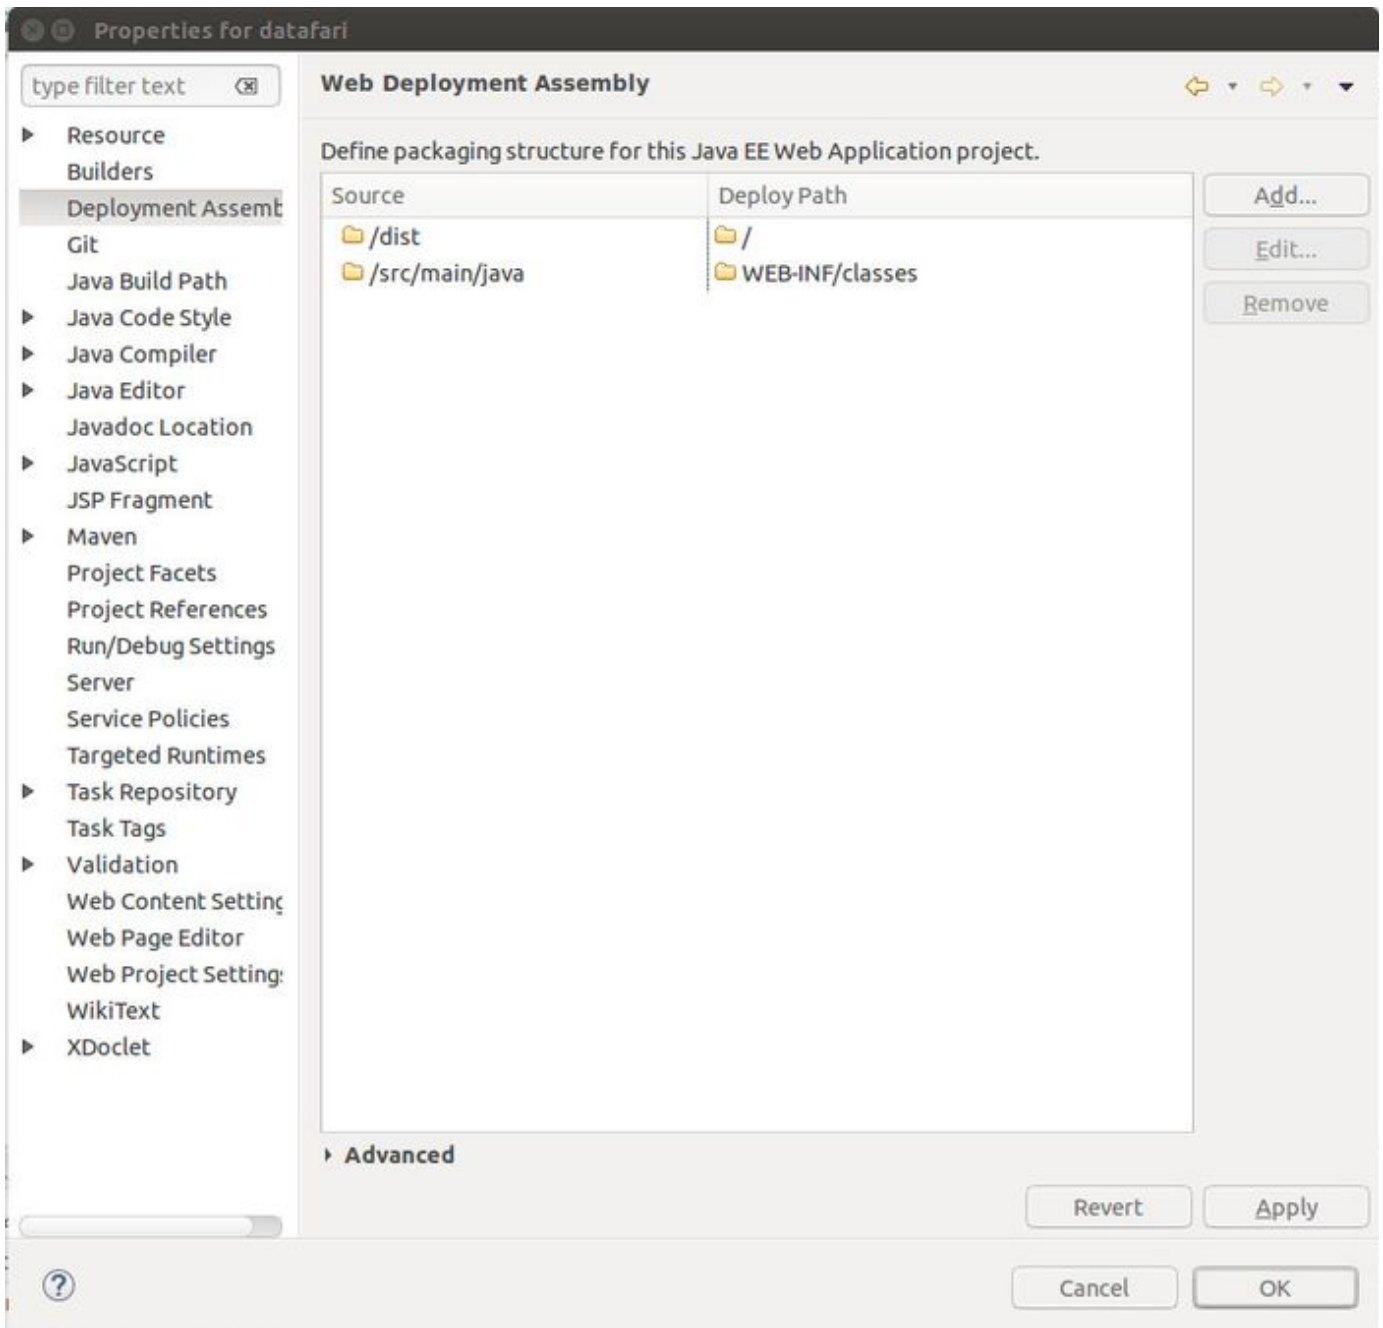 Properties for datafari
type filter text
Resource
Builders
Deployment Assemb
Git
Java Build Path
Java Code Style
Java Compiler
Java Editor
Javadoc Location
JavaScript
JSP Fragment
Maven
Project Facets
Project References
Run/Debug Settings
Server
Service Policies
Targeted Runtimes
Task Repository
Task Tags
Validation
Web Content Setting
Web Page Editor
Web Project Settings
WikiText
XDoclet
Web Deployment Assembly
Define packaging structure for this Java EE Web Application project.
Source Deploy Path
/dist /
/src/main/java WEB-INF/classes
Add...
Edit...
Remove
Advanced
Revert Apply
? Cancel OK